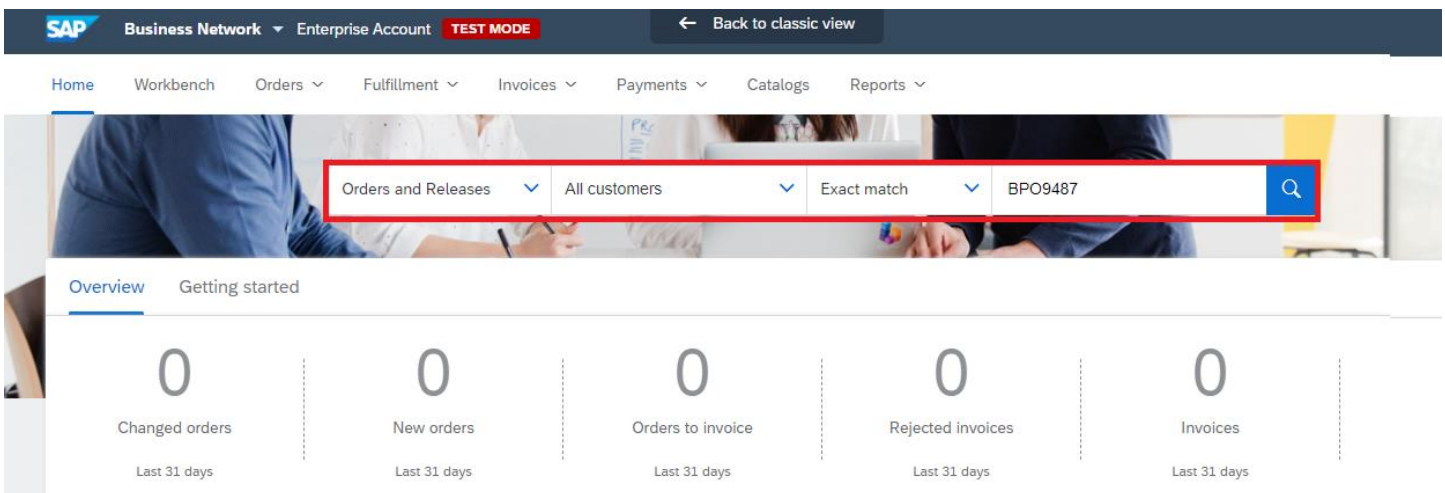 SAP Business Network Enterprise Account TEST MODE ← Back to classic view
Home Workbench Orders Fulfillment Invoices Payments Catalogs Reports
Orders and Releases All customers Exact match BPO9487
Overview Getting started
0 0 0 0 0
Changed orders New orders Orders to invoice Rejected invoices Invoices
Last 31 days Last 31 days Last 31 days Last 31 days Last 31 days